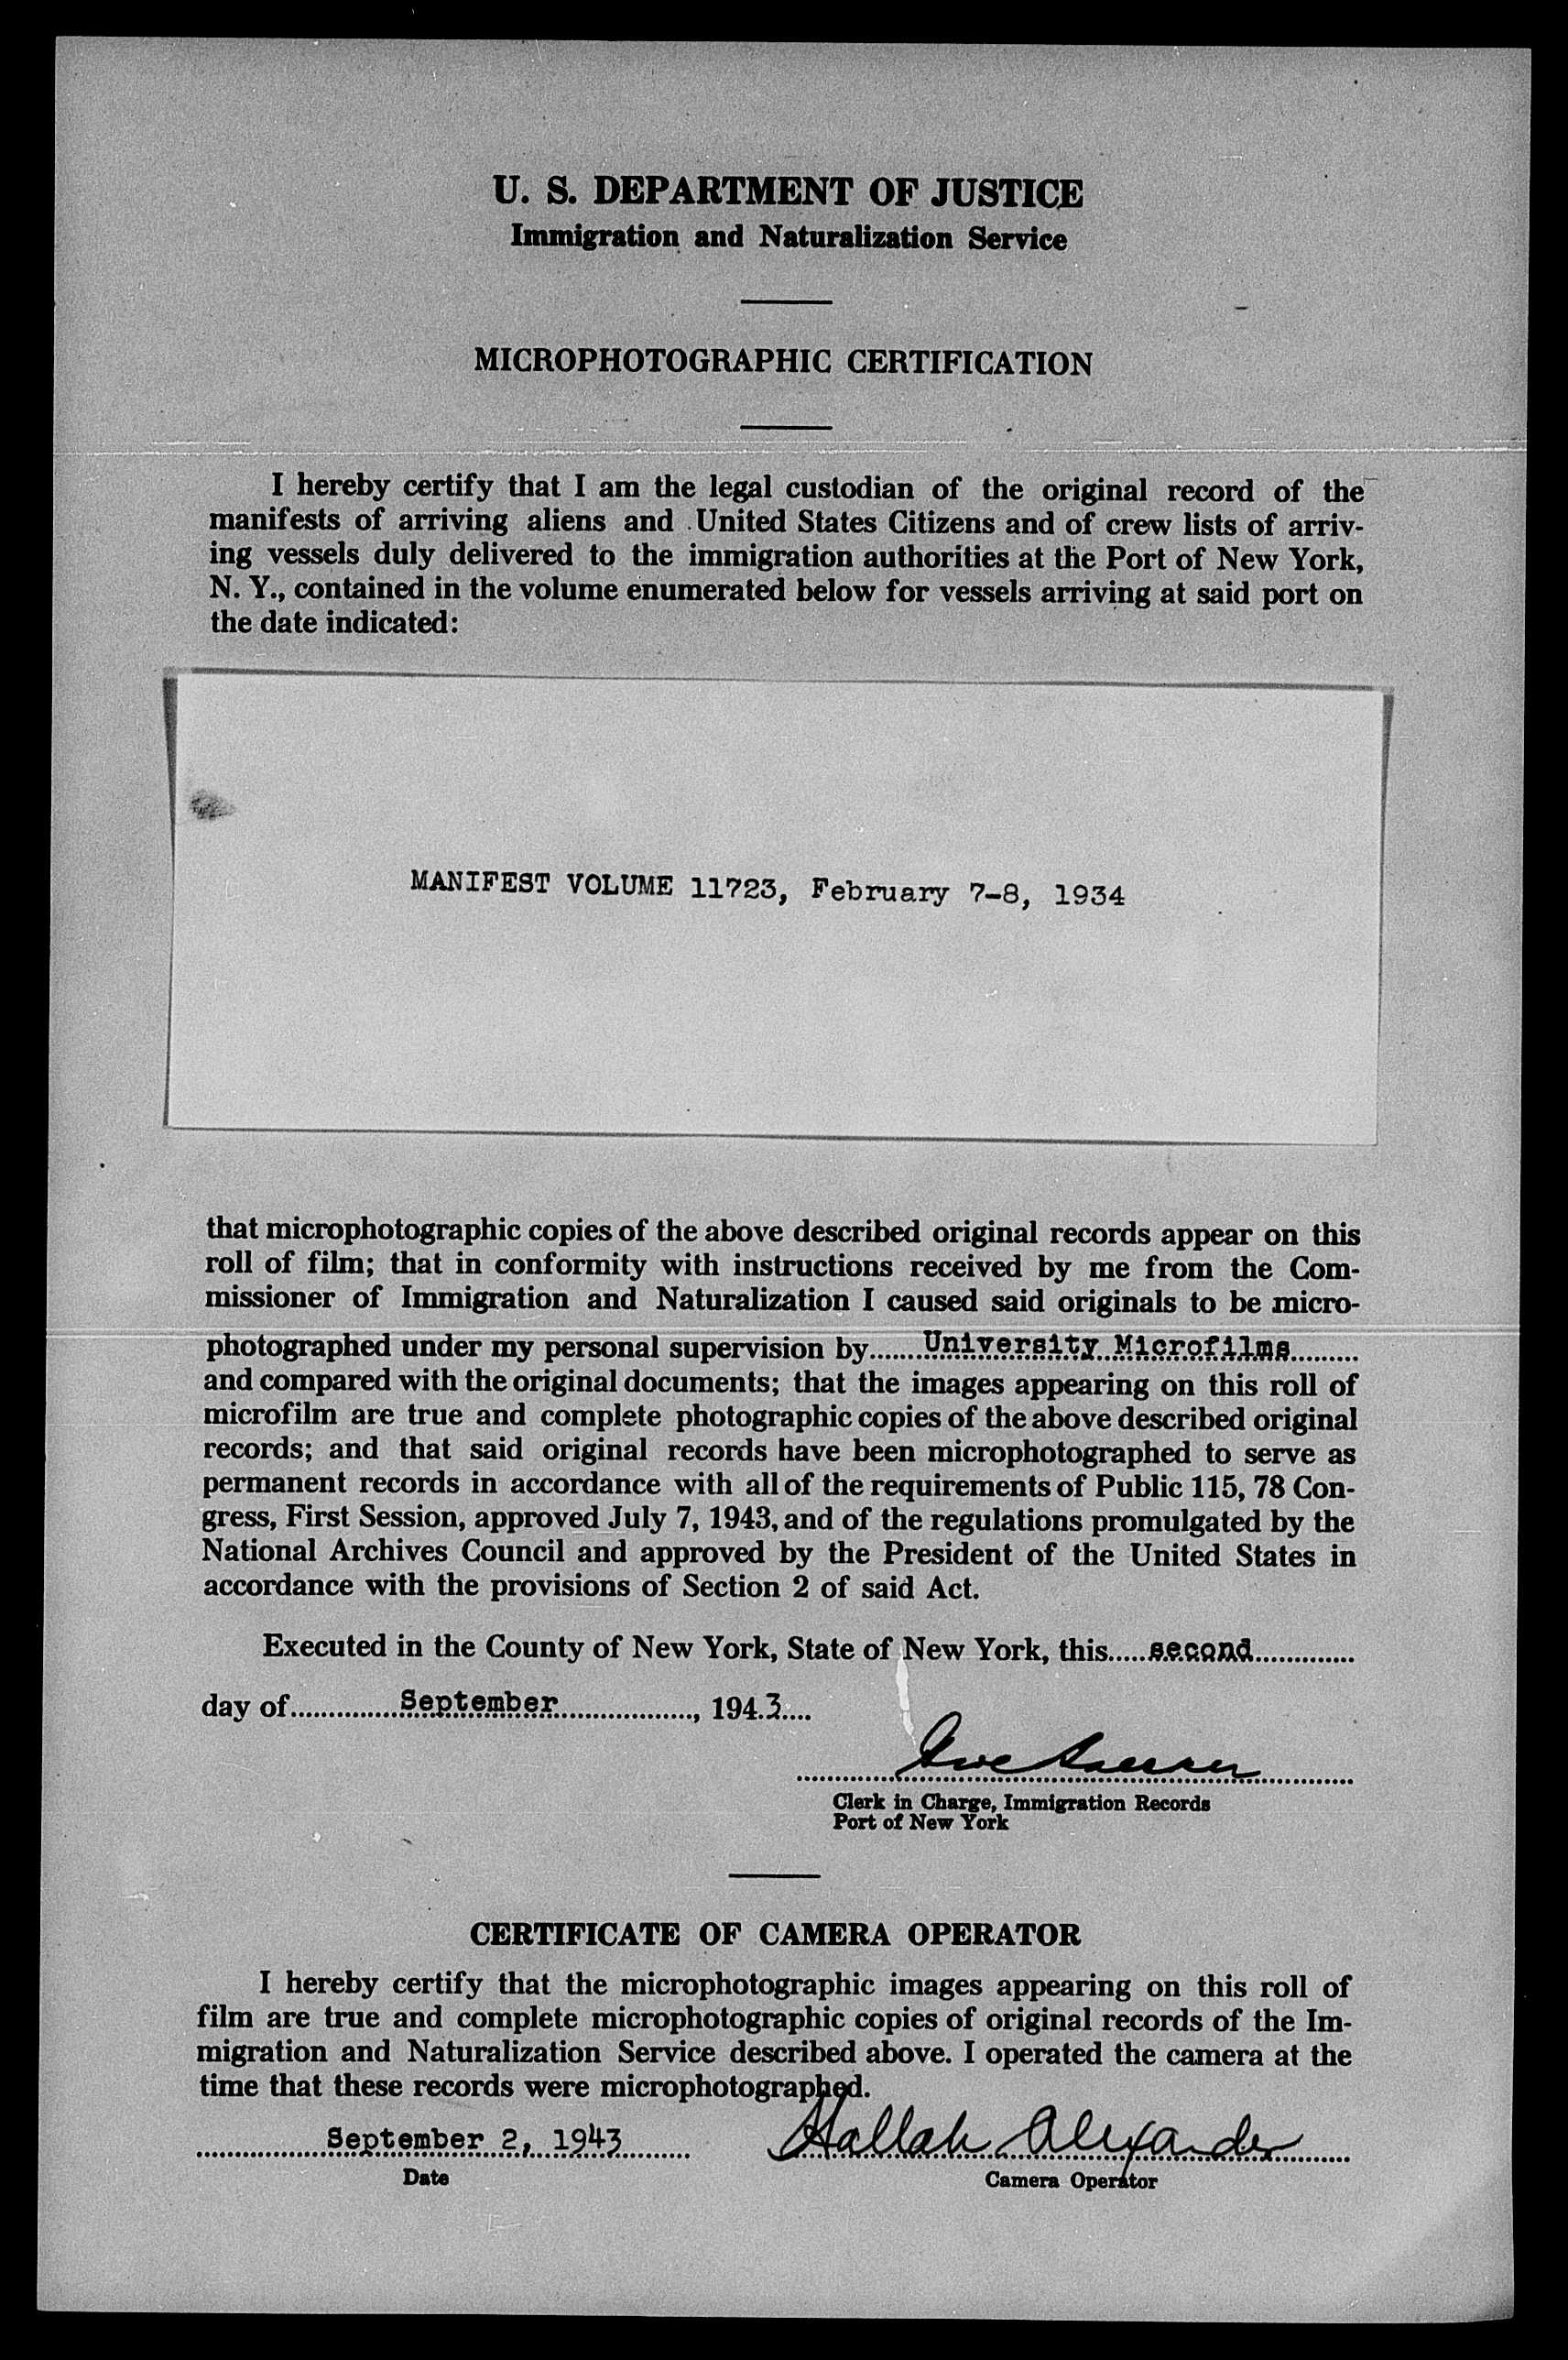 U. S. DEPARTMENT OF JUSTICE
Immigration and Naturalization Service
MICROPHOTOGRAPHIC CERTIFICATION
I hereby certify that I am the legal custodian of the original record of the
manifests of arriving aliens and United States Citizens and of crew lists of arriv-
ing vessels duly delivered to the immigration authorities at the Port of New York,
N. Y., contained in the volume enumerated below for vessels arriving at said port on
the date indicated:
MANIFEST VOLUME 11723, February 7-8, 1934
that microphotographic copies of the above described original records appear on this
roll of film; that in conformity with instructions received by me from the Com-
missioner of Immigration and Naturalization I caused said originals to be micro-
photographed under my personal supervision by.......University Microfilms.........
and compared with the original documents; that the images appearing on this roll of
microfilm are true and complete photographic copies of the above described original
records; and that said original records have been microphotographed to serve as
permanent records in accordance with all of the requirements of Public 115, 78 Con-
gress, First Session, approved July 7, 1943, and of the regulations promulgated by the
National Archives Council and approved by the President of the United States in
accordance with the provisions of Section 2 of said Act.
Executed in the County of New York, State of New York, this.....second.............
day of...............September..................., 194.3....
Clerk in Charge, Immigration Records
Port of New York
CERTIFICATE OF CAMERA OPERATOR
I hereby certify that the microphotographic images appearing on this roll of
film are true and complete microphotographic copies of original records of the Im-
migration and Naturalization Service described above. I operated the camera at the
time that these records were microphotographed.
September 2, 1943 Hallah Alexander
Date Camera Operator